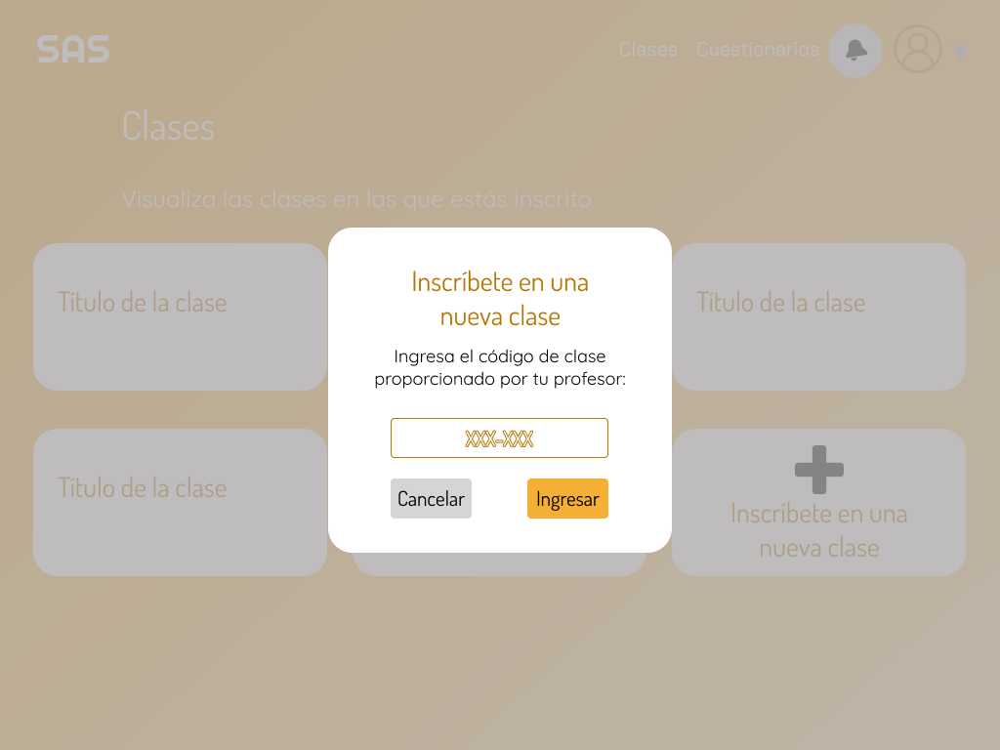 SAS
Clases
Cuestionarios
Clases
Visualiza las clases en las que estás inscrito
Título de la clase
Título de la clase
Inscríbete en una
nueva clase
Ingresa el código de clase
proporcionado por tu profesor:
XXX-XXX
Cancelar
Ingresar
Título de la clase
Inscríbete en una
nueva clase